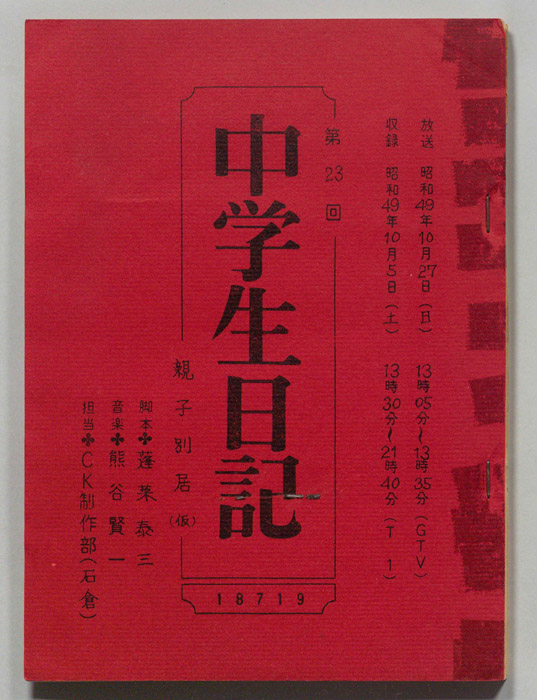 放送 昭和49年10月27日(日) 13時05分〜13時35分(GTV)
収録 昭和49年10月5日(土) 13時30分〜21時40分(T1)
第23回
中学生日記
親子別居(仮)
脚本✤蓬莱泰三
音楽✤熊谷賢一
担当✤CK制作部(石倉)
18719